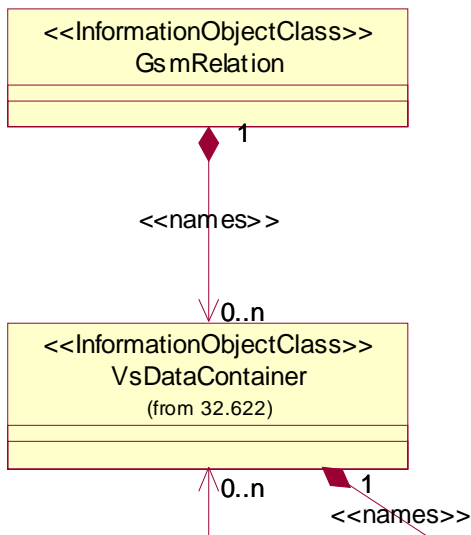 <<InformationObjectClass>>
GsmRelation
1
<<names>>
0..n
<<InformationObjectClass>>
VsDataContainer
(from 32.622)
0..n
1
<<names>>